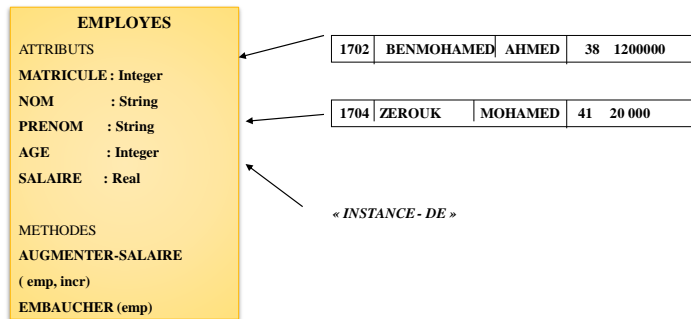 EMPLOYES
ATTRIBUTS
MATRICULE : Integer
NOM : String
PRENOM : String
AGE : Integer
SALAIRE : Real
METHODES
AUGMENTER-SALAIRE
( emp, incr)
EMBAUCHER (emp)
1702 BENMOHAMED AHMED 38 1200000
1704 ZEROUK MOHAMED 41 20 000
« INSTANCE - DE »